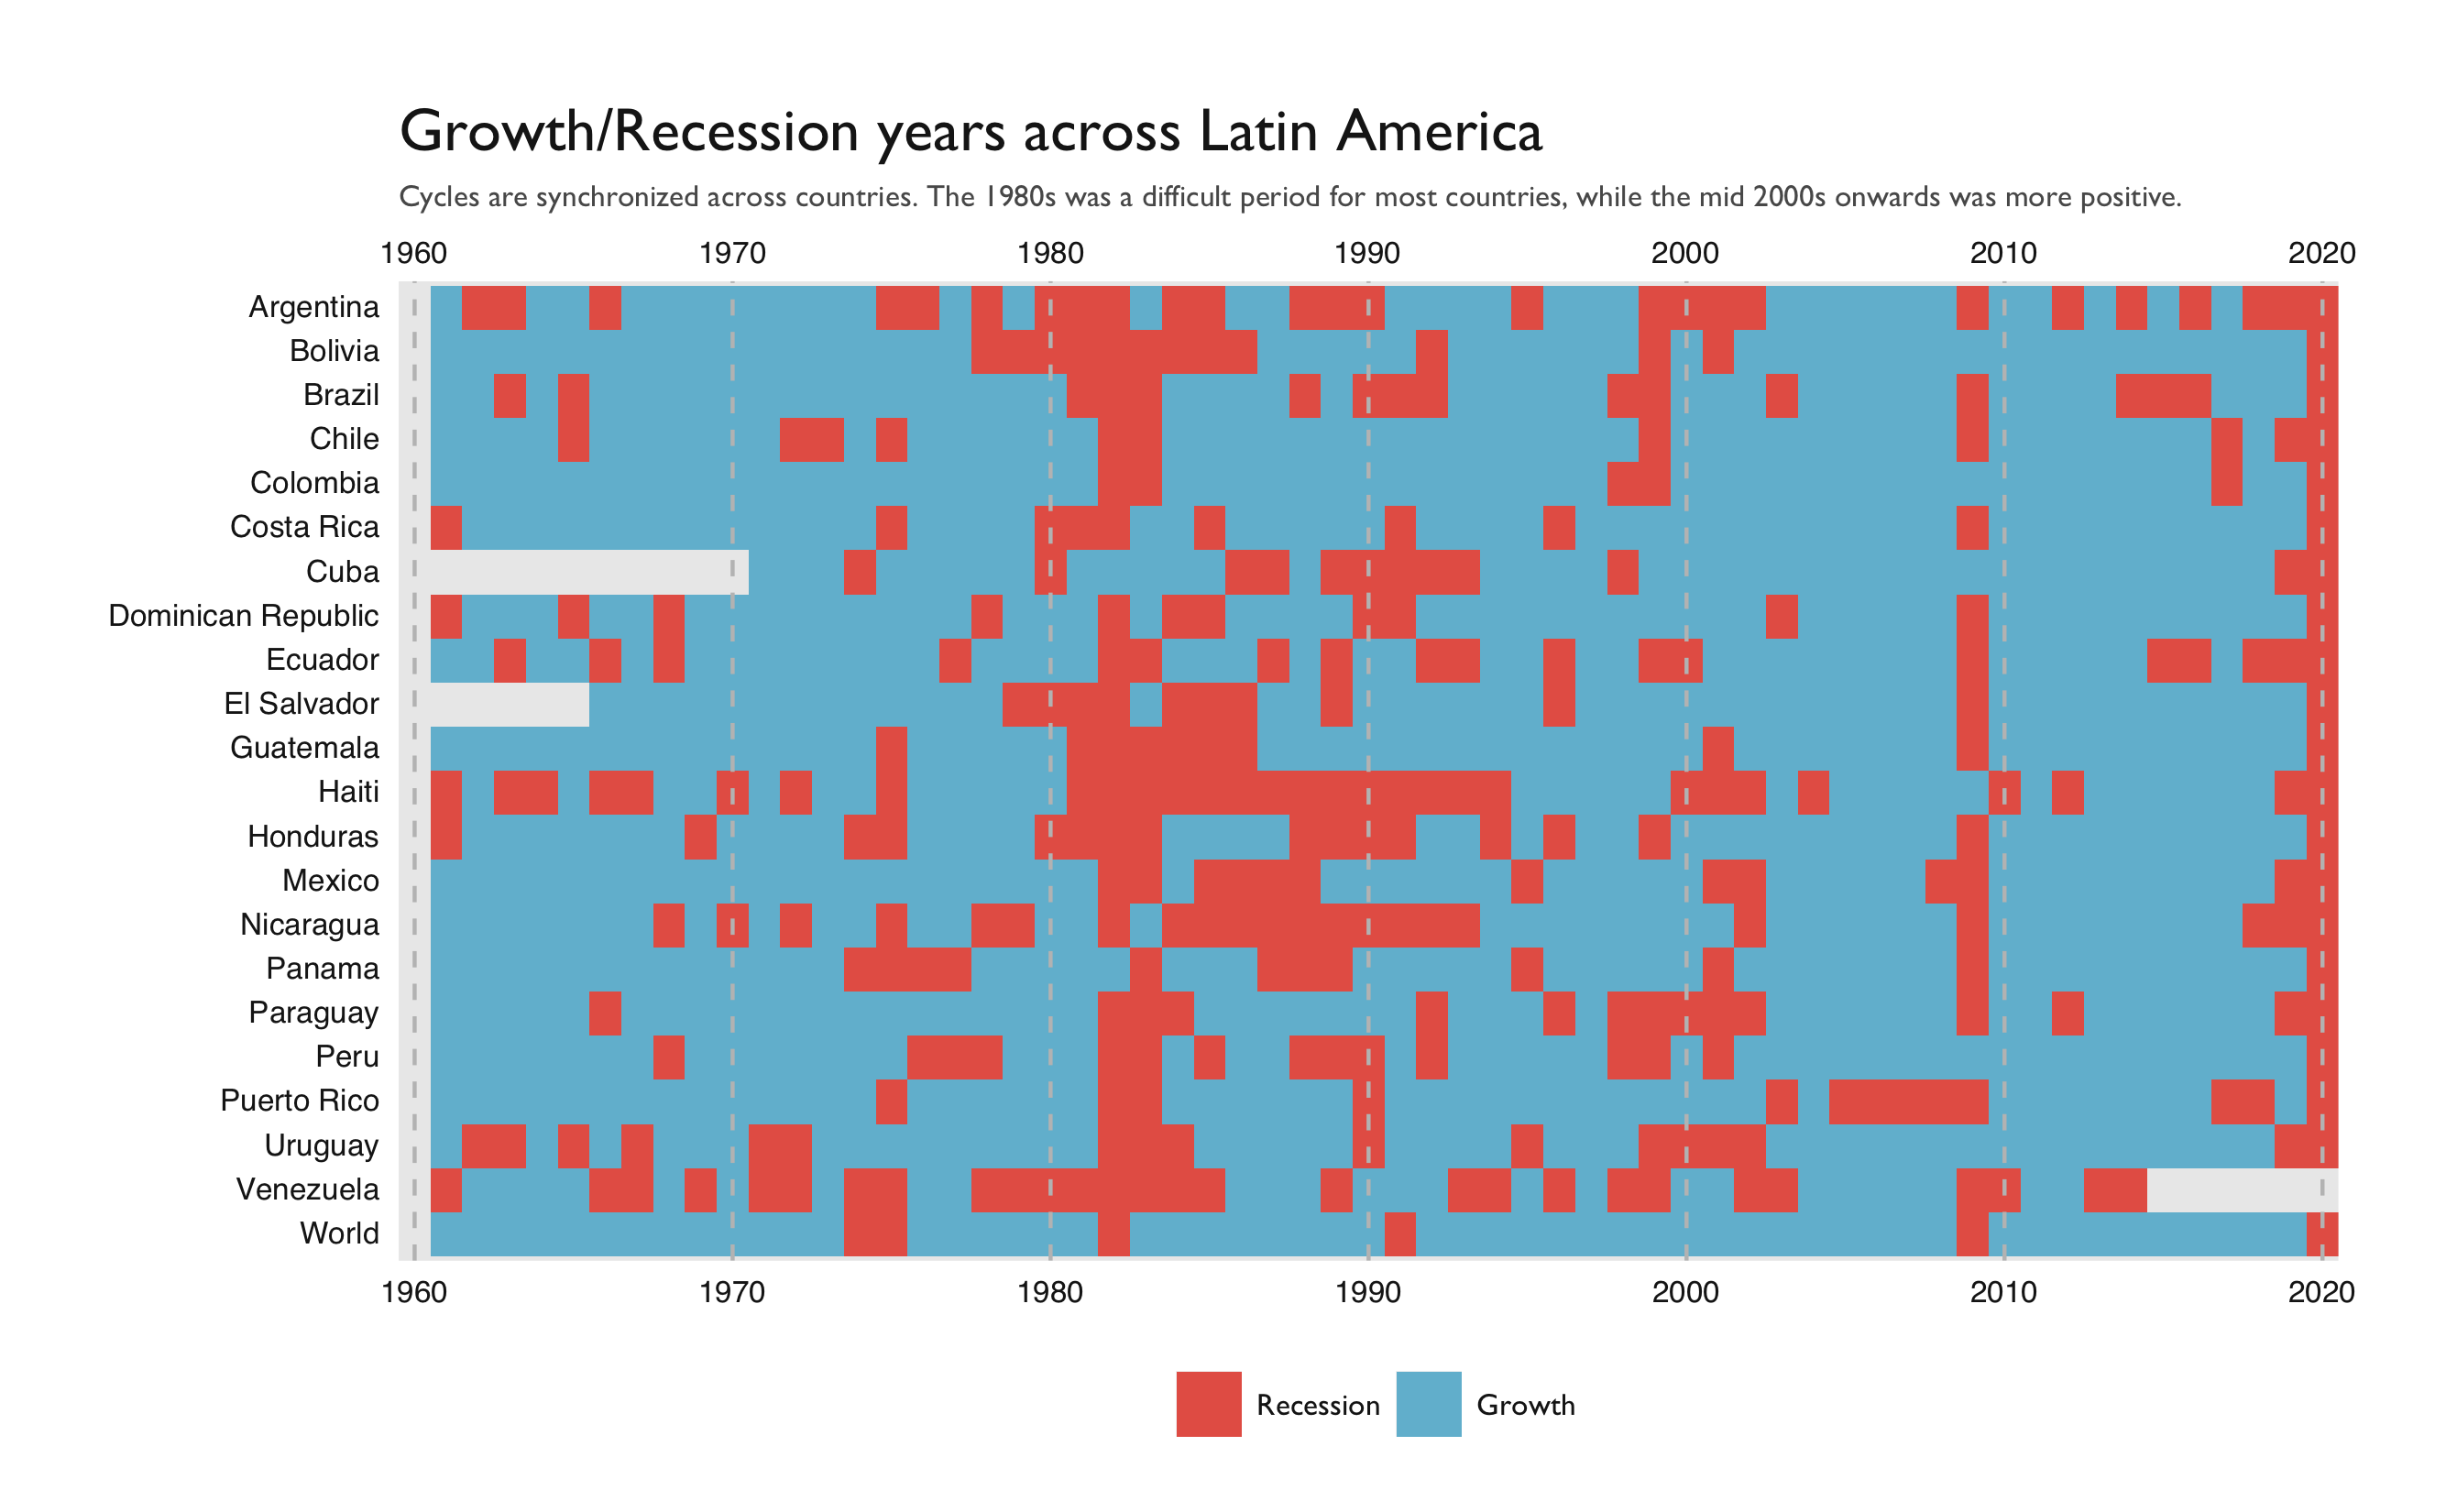 Growth/Recession years across Latin America
Cycles are synchronized across countries. The 1980s was a difficult period for most countries, while the mid 2000s onwards was more positive.
1960 1970 1980 1990 2000 2010 2020
Argentina
Bolivia
Brazil
Chile
Colombia
Costa Rica
Cuba
Dominican Republic
Ecuador
El Salvador
Guatemala
Haiti
Honduras
Mexico
Nicaragua
Panama
Paraguay
Peru
Puerto Rico
Uruguay
Venezuela
World
1960 1970 1980 1990 2000 2010 2020
Recession Growth